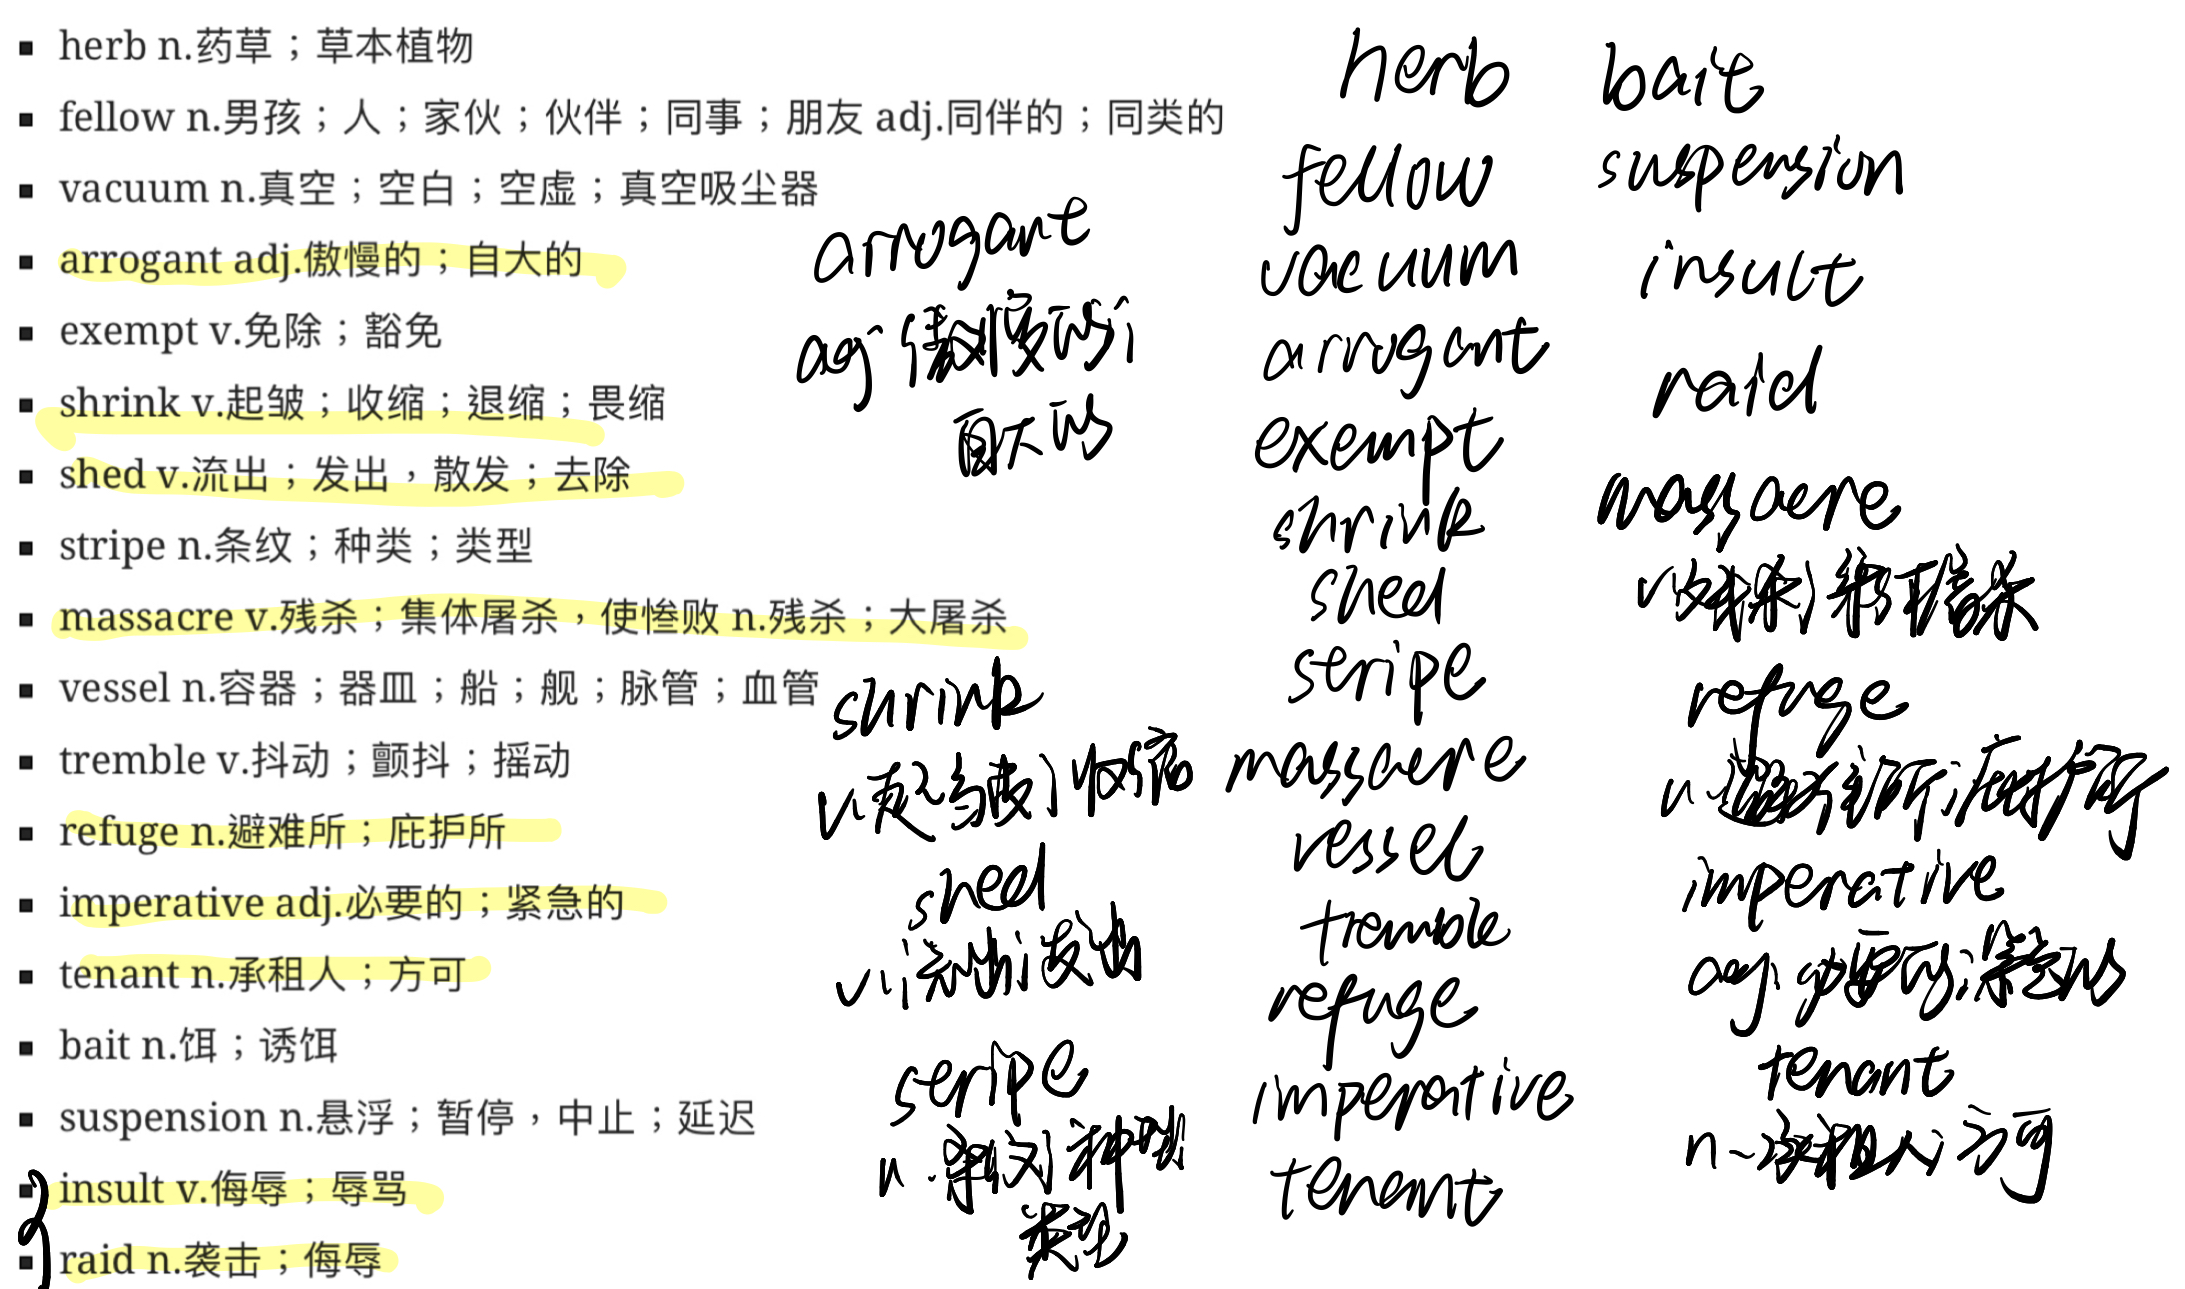 herb n.药草；草本植物
fellow n.男孩；人；家伙；伙伴；同事；朋友 adj.同伴的；同类的
vacuum n.真空；空白；空虚；真空吸尘器
arrogant adj.傲慢的；自大的
exempt v.免除；豁免
shrink v.起皱；收缩；退缩；畏缩
shed v.流出；发出，散发；去除
stripe n.条纹；种类；类型
massacre v.残杀；集体屠杀，使惨败 n.残杀；大屠杀
vessel n.容器；器皿；船；舰；脉管；血管
tremble v.抖动；颤抖；摇动
refuge n.避难所；庇护所
imperative adj.必要的；紧急的
tenant n.承租人；方可
bait n.饵；诱饵
suspension n.悬浮；暂停，中止；延迟
insult v.侮辱；辱骂
raid n.袭击；侮辱
arrogant
adj 傲慢的；
自大的
shrink
v.起皱；收缩
shed
v.流出；发出
stripe
n.条纹；种类
类型
herb
fellow
vacuum
arrogant
exempt
shrink
shed
stripe
massacre
vessel
tremble
refuge
imperative
tenant
bait
suspension
insult
raid
massacre
v.残杀；
refuge
n.避难所；庇护所
imperative
adj.必要的；紧急的
tenant
n.承租人；方可